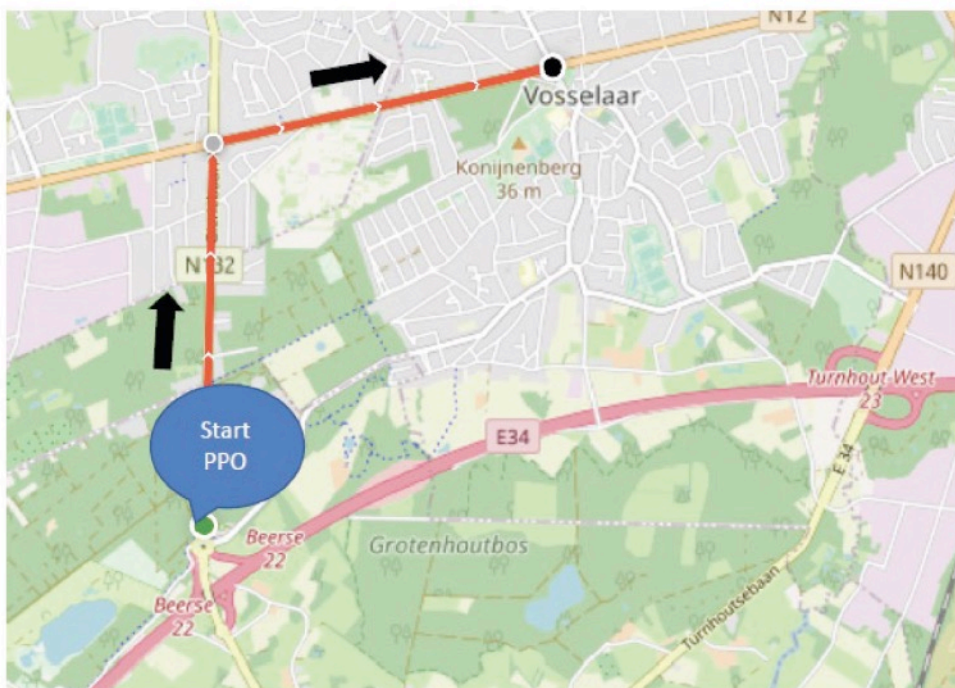 N12
Vosselaar
Konijnenberg
36 m
N132
N140
Turnhout-West
23
Start
PPO
E34
E 34
Beerse
22
Grotenhoutbos
Beerse
22
Turnhoutsebaan